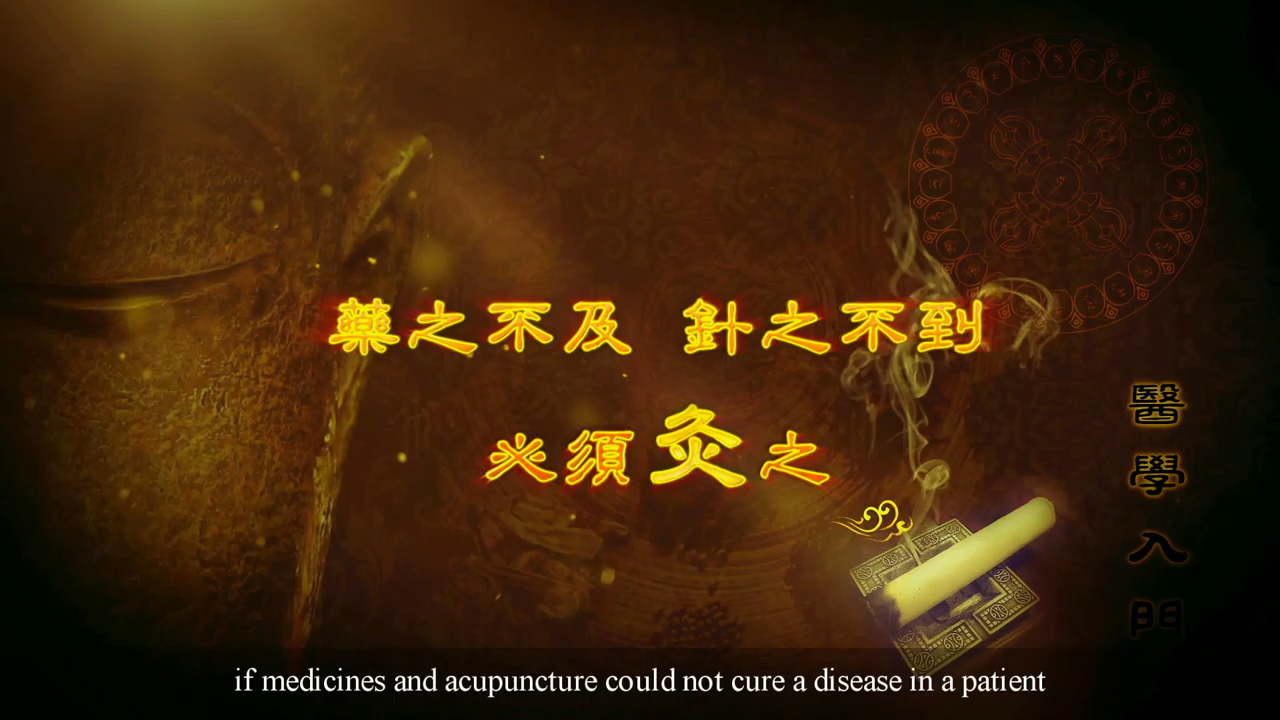 藥之不及 針之不到
必須灸之
醫學入門
if medicines and acupuncture could not cure a disease in a patient